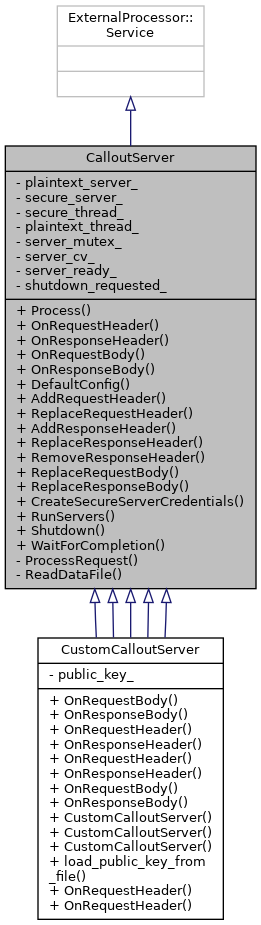 ExternalProcessor::
Service
CalloutServer
- plaintext_server_
- secure_server_
- secure_thread_
- plaintext_thread_
- server_mutex_
- server_cv_
- server_ready_
- shutdown_requested_
+ Process()
+ OnRequestHeader()
+ OnResponseHeader()
+ OnRequestBody()
+ OnResponseBody()
+ DefaultConfig()
+ AddRequestHeader()
+ ReplaceRequestHeader()
+ AddResponseHeader()
+ ReplaceResponseHeader()
+ RemoveResponseHeader()
+ ReplaceRequestBody()
+ ReplaceResponseBody()
+ CreateSecureServerCredentials()
+ RunServers()
+ Shutdown()
+ WaitForCompletion()
- ProcessRequest()
- ReadDataFile()
CustomCalloutServer
- public_key_
+ OnRequestBody()
+ OnResponseBody()
+ OnRequestHeader()
+ OnResponseHeader()
+ OnRequestHeader()
+ OnResponseHeader()
+ OnRequestBody()
+ OnResponseBody()
+ CustomCalloutServer()
+ CustomCalloutServer()
+ CustomCalloutServer()
+ load_public_key_from
_file()
+ OnRequestHeader()
+ OnRequestHeader()